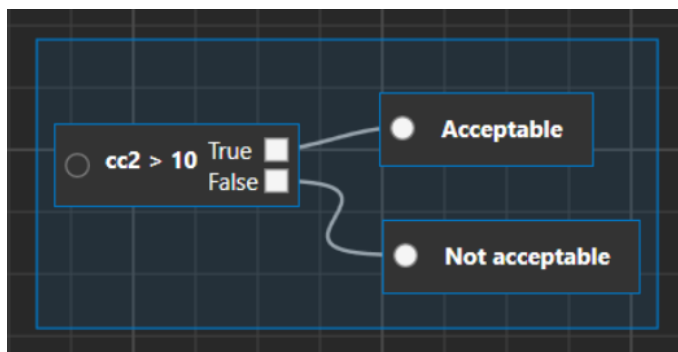 cc2 > 10
True
False
Acceptable
Not acceptable